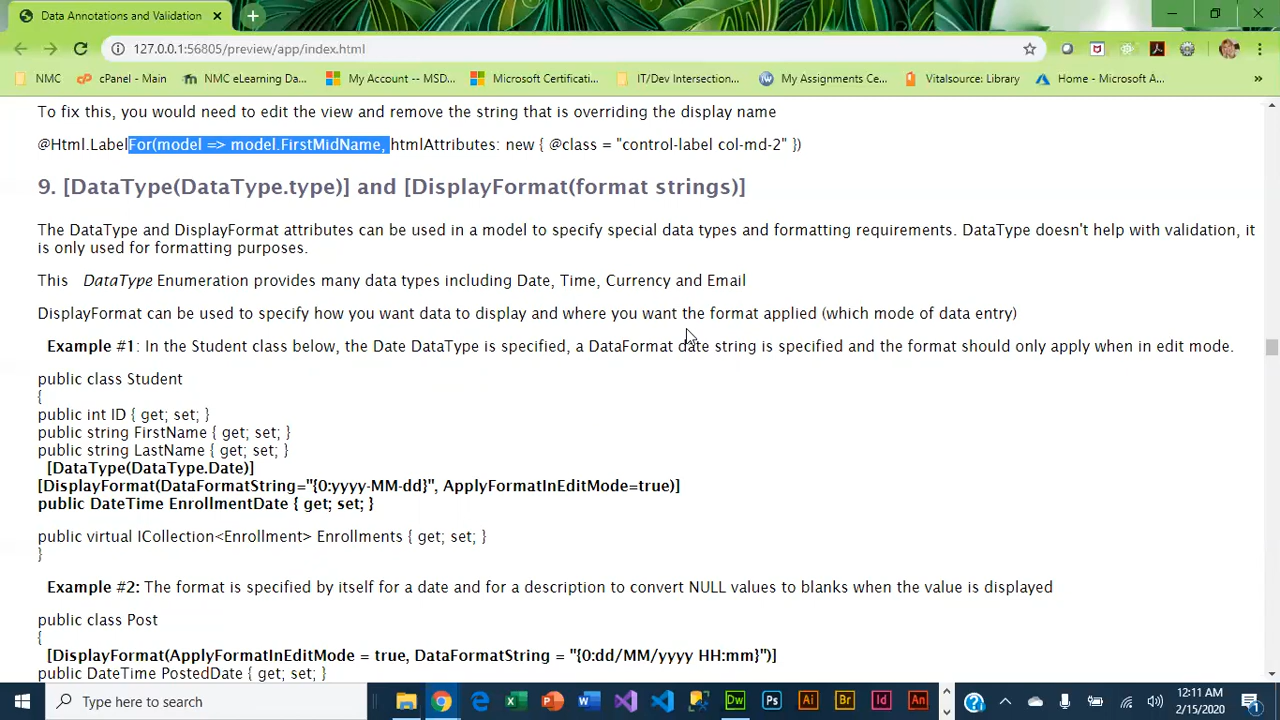 Data Annotations and Validation
127.0.0.1:56805/preview/app/index.html
NMC
cPanel - Main
NMC eLearning Da...
My Account -- MSD...
Microsoft Certificati...
IT/Dev Intersection...
My Assignments Ce...
Vitalsource: Library
Home - Microsoft A...
To fix this, you would need to edit the view and remove the string that is overriding the display name
@Html.LabelFor(model => model.FirstMidName, htmlAttributes: new { @class = "control-label col-md-2" })
9. [DataType(DataType.type)] and [DisplayFormat(format strings)]
The DataType and DisplayFormat attributes can be used in a model to specify special data types and formatting requirements. DataType doesn't help with validation, it
is only used for formatting purposes.
This DataType Enumeration provides many data types including Date, Time, Currency and Email
DisplayFormat can be used to specify how you want data to display and where you want the format applied (which mode of data entry)
Example #1: In the Student class below, the Date DataType is specified, a DataFormat date string is specified and the format should only apply when in edit mode.
public class Student
{
public int ID { get; set; }
public string FirstName { get; set; }
public string LastName { get; set; }
[DataType(DataType.Date)]
[DisplayFormat(DataFormatString="{0:yyyy-MM-dd}", ApplyFormatInEditMode=true)]
public DateTime EnrollmentDate { get; set; }
public virtual ICollection<Enrollment> Enrollments { get; set; }
}
Example #2: The format is specified by itself for a date and for a description to convert NULL values to blanks when the value is displayed
public class Post
{
[DisplayFormat(ApplyFormatInEditMode = true, DataFormatString = "{0:dd/MM/yyyy HH:mm}")]
public DateTime PostedDate { get; set; }
Type here to search
Dw
Ps
Ai
Br
Id
An
12:11 AM
2/15/2020